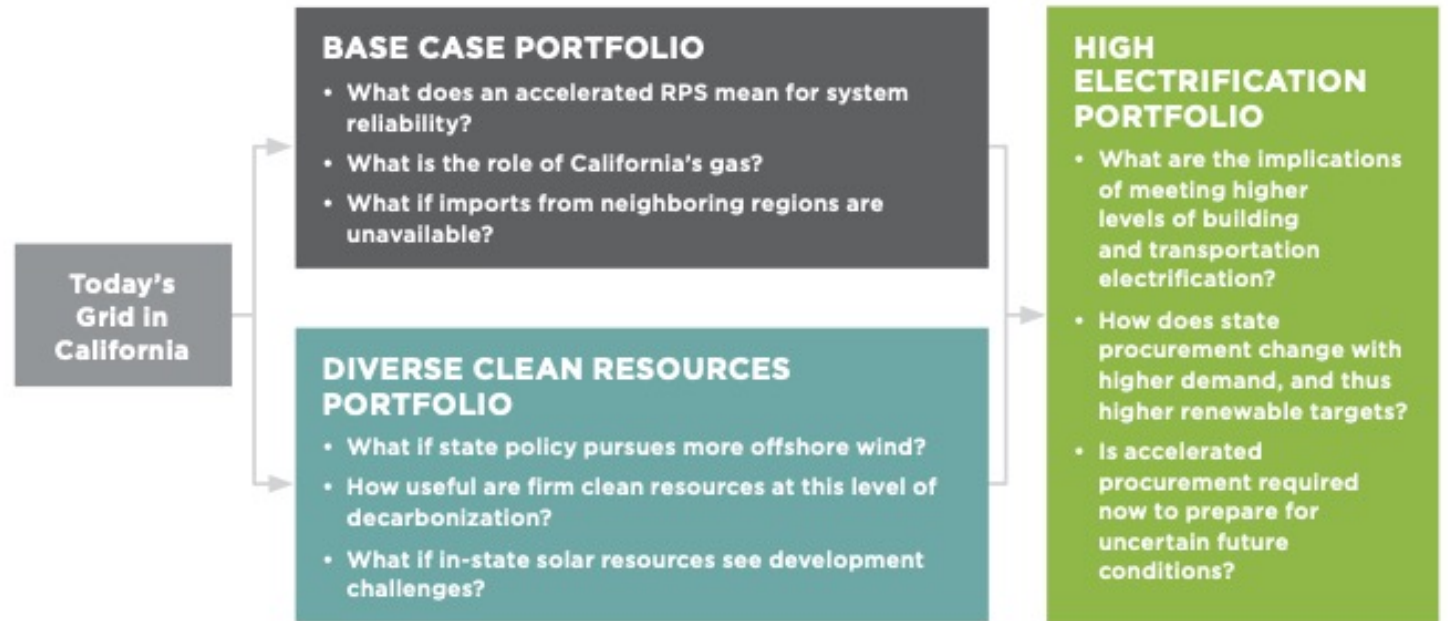 Today's
Grid in
California
BASE CASE PORTFOLIO
• What does an accelerated RPS mean for system
reliability?
• What is the role of California's gas?
• What if imports from neighboring regions are
unavailable?
DIVERSE CLEAN RESOURCES
PORTFOLIO
• What if state policy pursues more offshore wind?
• How useful are firm clean resources at this level of
decarbonization?
• What if in-state solar resources see development
challenges?
HIGH
ELECTRIFICATION
PORTFOLIO
• What are the implications
of meeting higher
levels of building
and transportation
electrification?
• How does state
procurement change with
higher demand, and thus
higher renewable targets?
• Is accelerated
procurement required
now to prepare for
uncertain future
conditions?